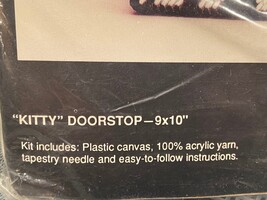 "KITTY" DOORSTOP—9x10"
Kit includes: Plastic canvas, 100% acrylic yarn,
tapestry needle and easy-to-follow instructions.